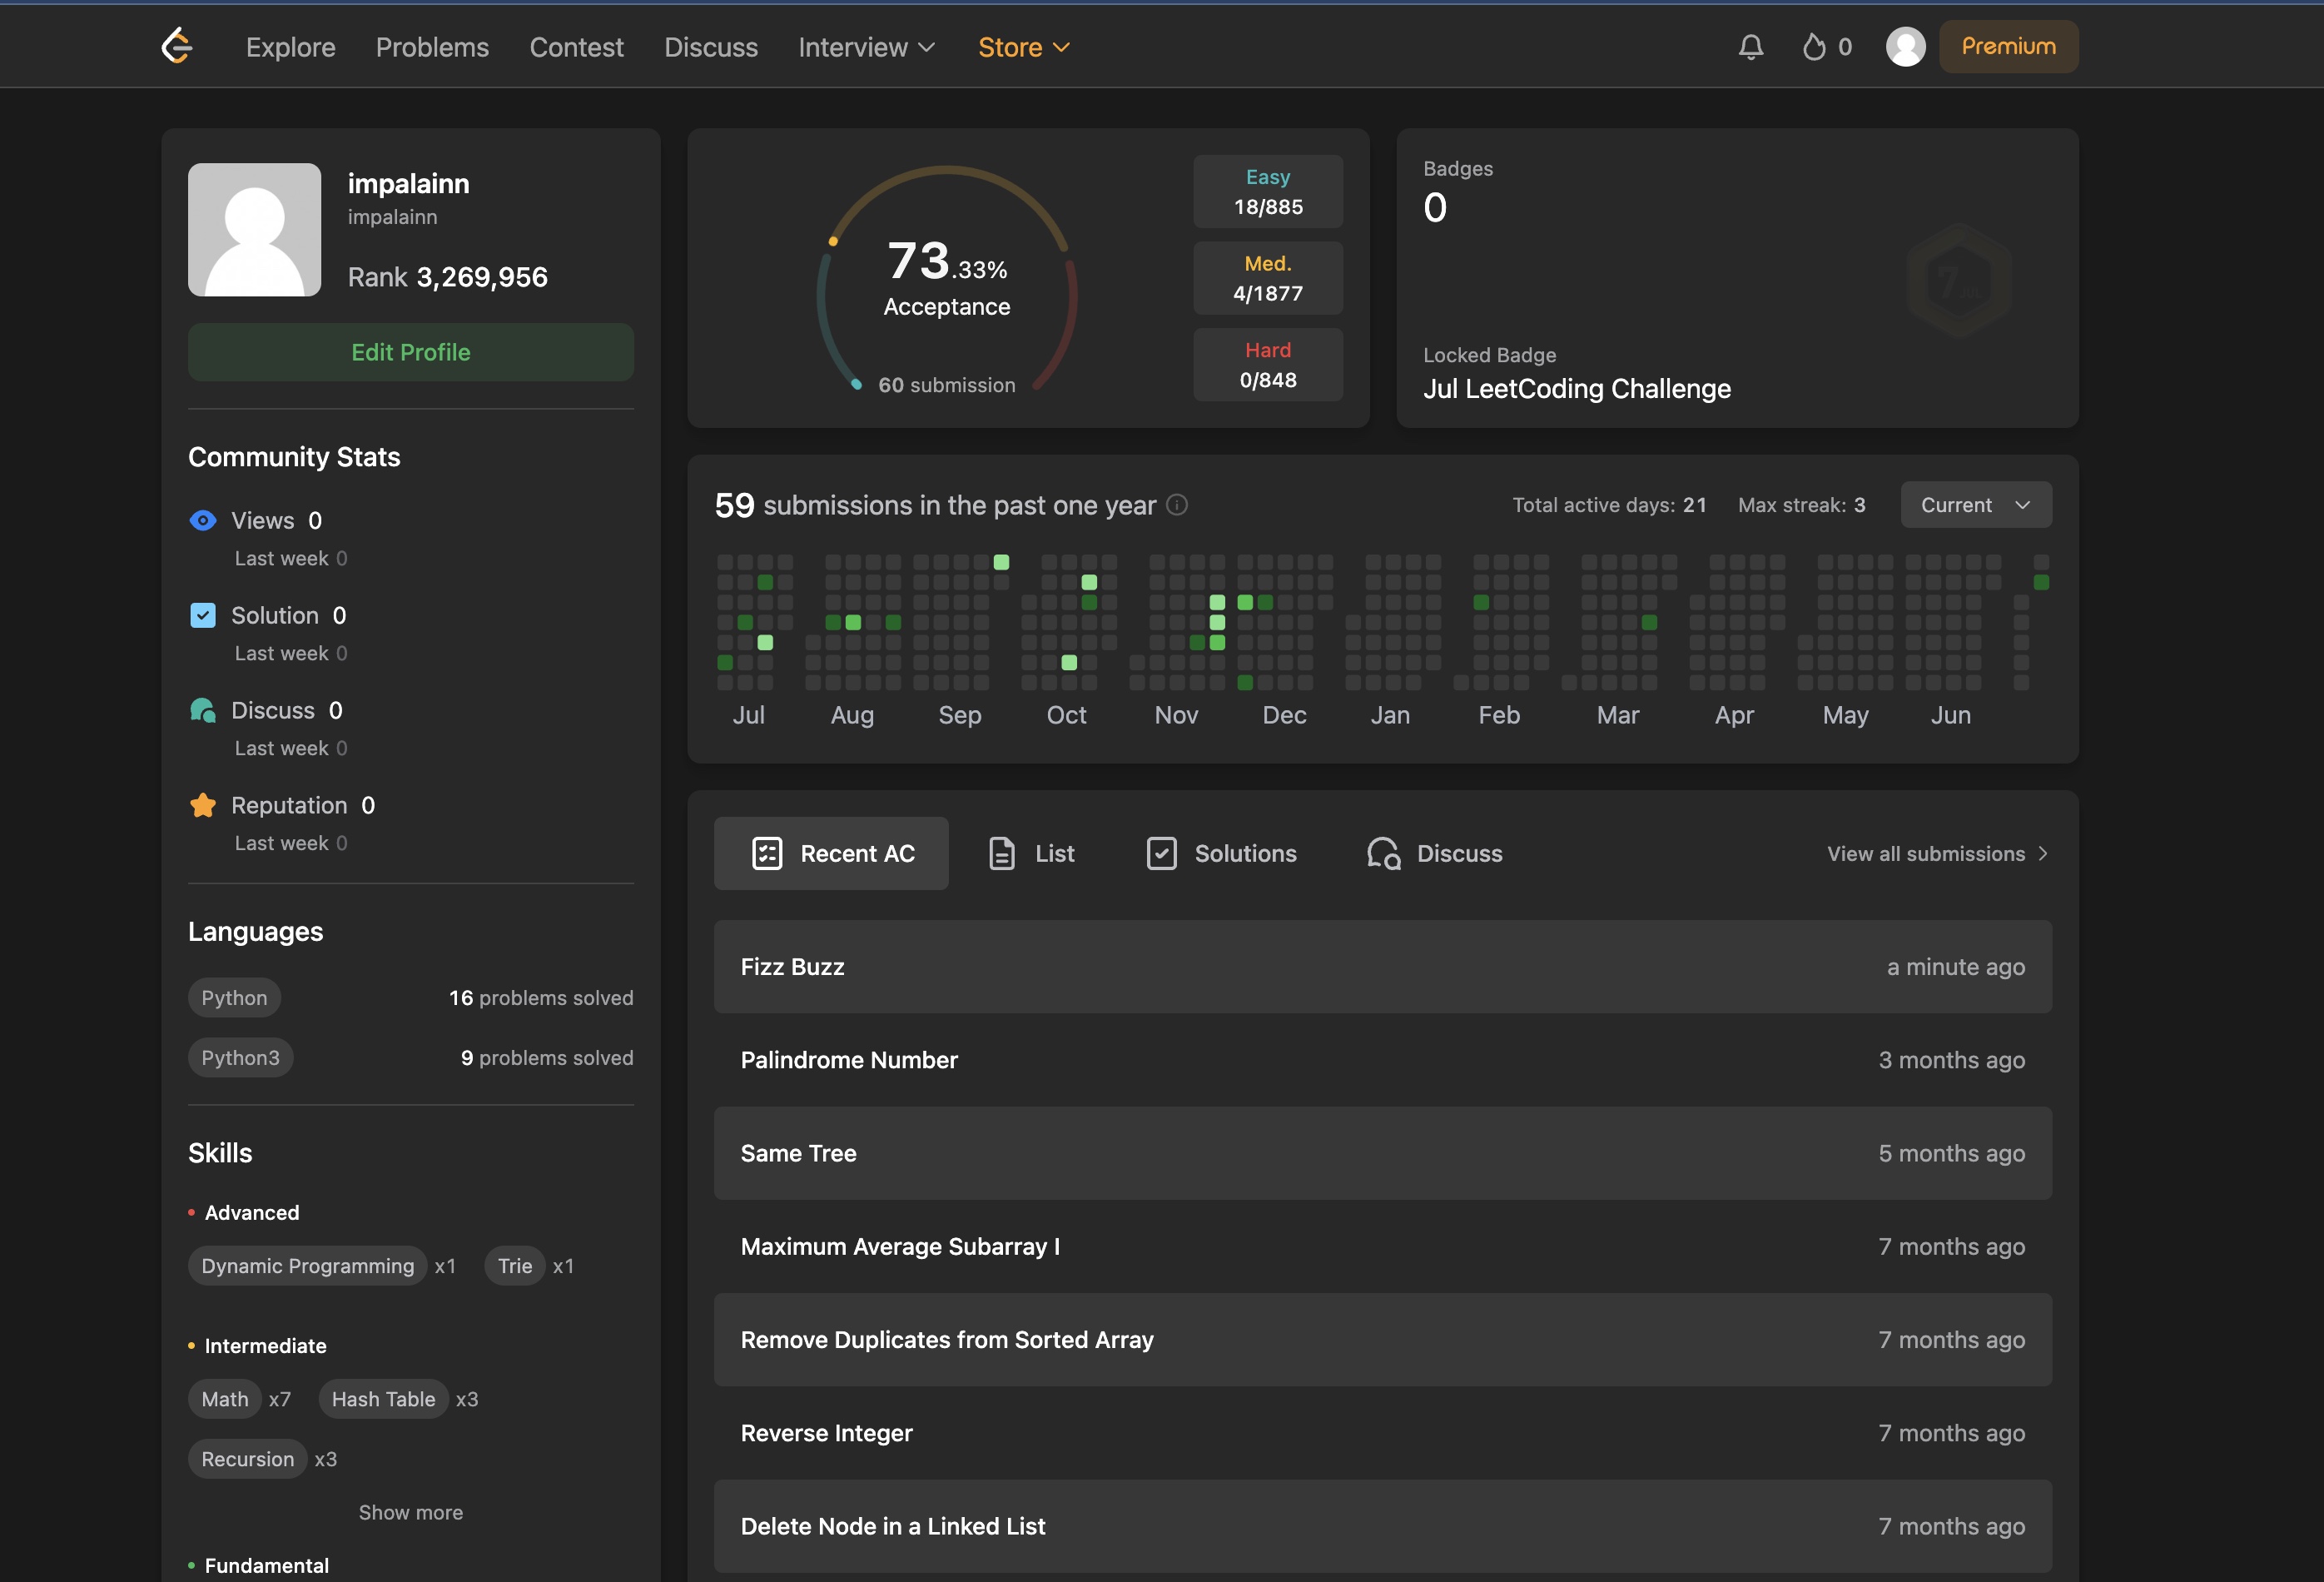 Explore Problems Contest Discuss Interview Store 0 Premium
impalainn
impalainn
Rank 3,269,956
Edit Profile
Community Stats
Views 0
Last week 0
Solution 0
Last week 0
Discuss 0
Last week 0
Reputation 0
Last week 0
Languages
Python 16 problems solved
Python3 9 problems solved
Skills
Advanced
Dynamic Programming x1 Trie x1
Intermediate
Math x7 Hash Table x3
Recursion x3
Show more
Fundamental
73.33%
Acceptance
60 submission
Easy
18/885
Med.
4/1877
Hard
0/848
Badges
0
Locked Badge
Jul LeetCoding Challenge
59 submissions in the past one year Total active days: 21 Max streak: 3 Current
Jul Aug Sep Oct Nov Dec Jan Feb Mar Apr May Jun
Recent AC List Solutions Discuss View all submissions
Fizz Buzz a minute ago
Palindrome Number 3 months ago
Same Tree 5 months ago
Maximum Average Subarray I 7 months ago
Remove Duplicates from Sorted Array 7 months ago
Reverse Integer 7 months ago
Delete Node in a Linked List 7 months ago